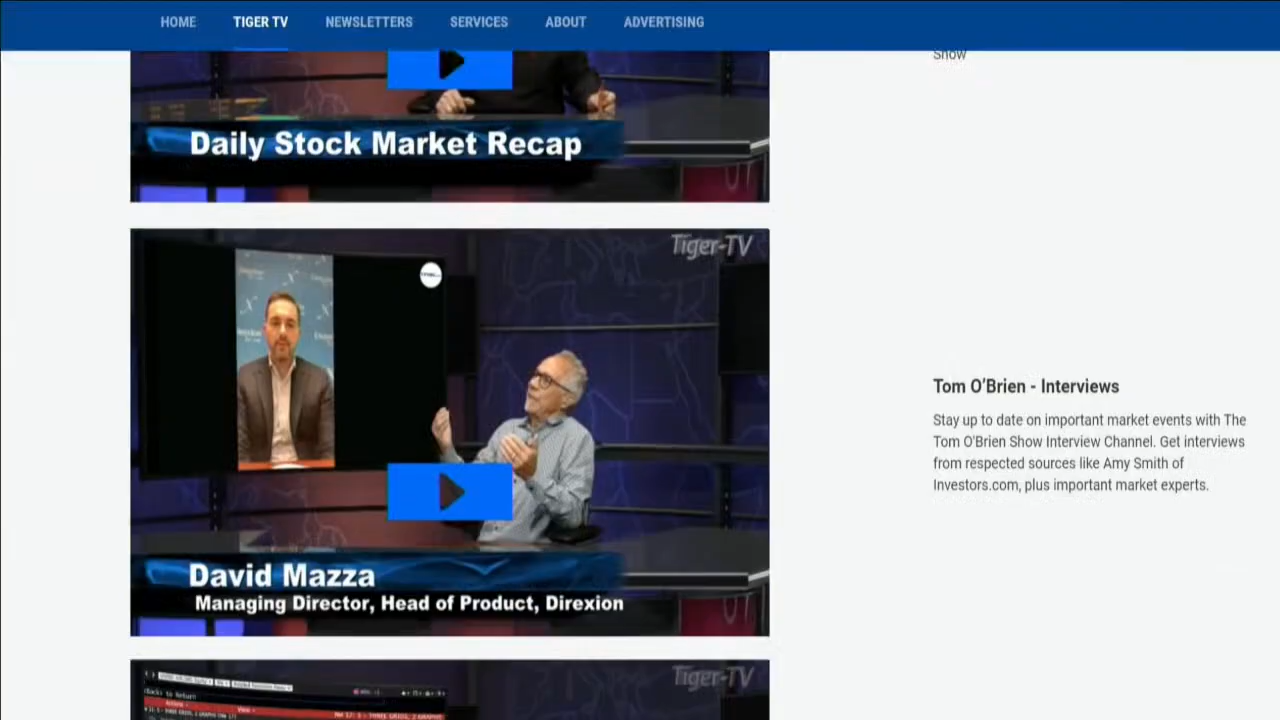 HOME TIGER TV NEWSLETTERS SERVICES ABOUT ADVERTISING
Show
Daily Stock Market Recap
Tiger-TV
Tom O'Brien - Interviews
Stay up to date on important market events with The
Tom O'Brien Show Interview Channel. Get interviews
from respected sources like Amy Smith of
Investors.com, plus important market experts.
David Mazza
Managing Director, Head of Product, Direxion
Tiger-TV